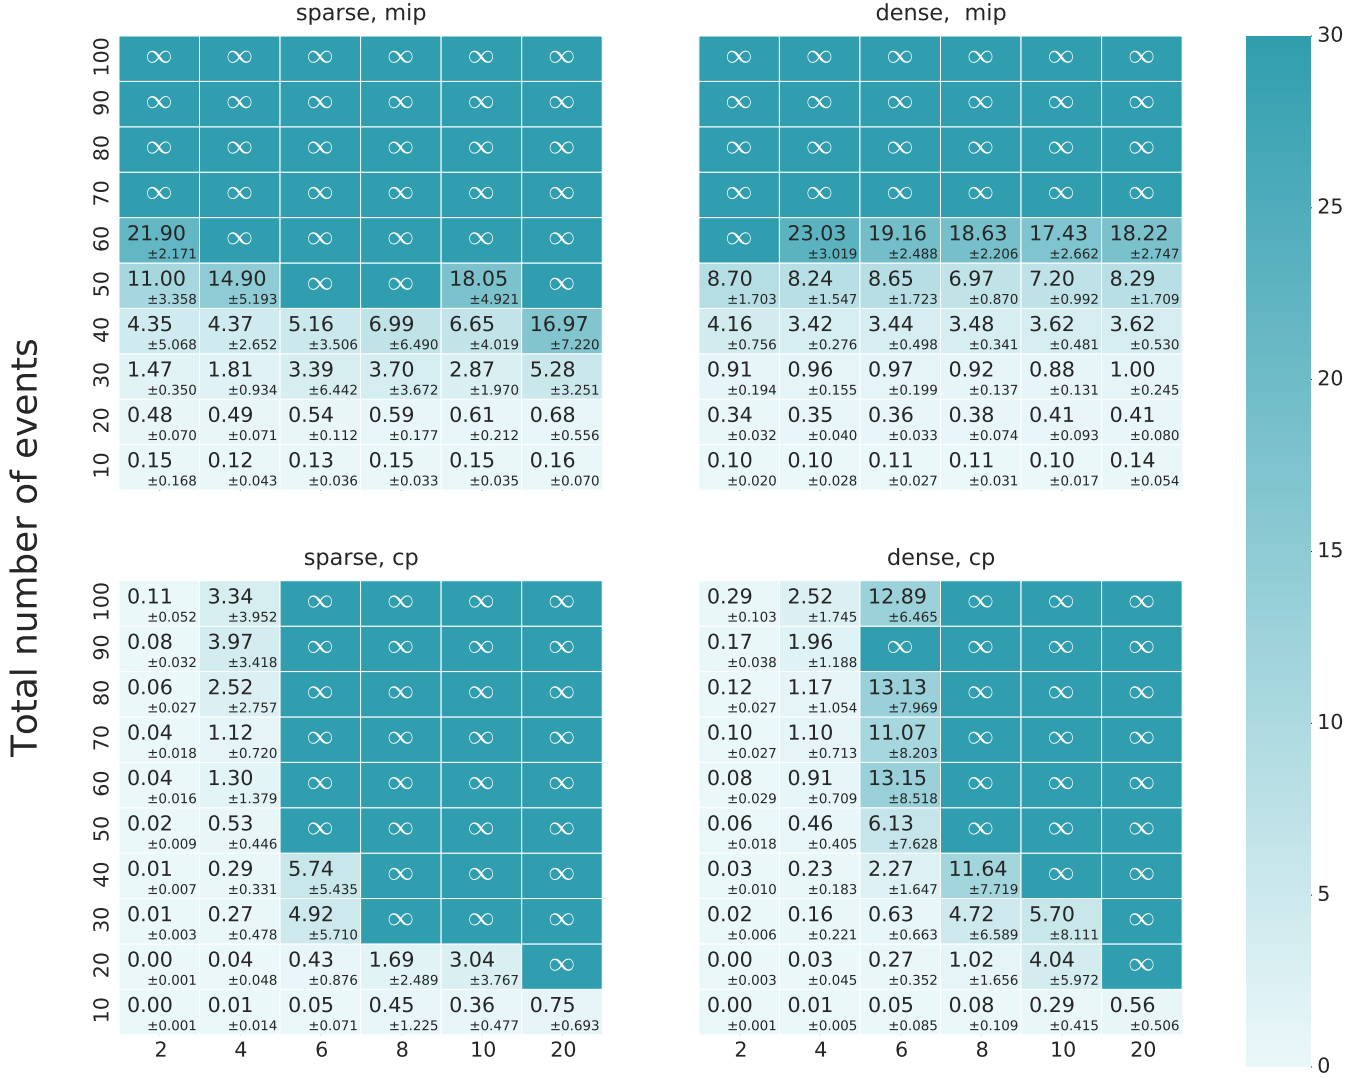 sparse, mip
100 ∞ ∞ ∞ ∞ ∞ ∞
90 ∞ ∞ ∞ ∞ ∞ ∞
80 ∞ ∞ ∞ ∞ ∞ ∞
70 ∞ ∞ ∞ ∞ ∞ ∞
60 21.90 ∞ ∞ ∞ ∞ ∞
±2.171
50 11.00 14.90 ∞ ∞ 18.05 ∞
±3.358 ±5.193 ±4.921
40 4.35 4.37 5.16 6.99 6.65 16.97
±5.068 ±2.652 ±3.506 ±6.490 ±4.019 ±7.220
30 1.47 1.81 3.39 3.70 2.87 5.28
±0.350 ±0.934 ±6.442 ±3.672 ±1.970 ±3.251
20 0.48 0.49 0.54 0.59 0.61 0.68
±0.070 ±0.071 ±0.112 ±0.177 ±0.212 ±0.556
10 0.15 0.12 0.13 0.15 0.15 0.16
±0.168 ±0.043 ±0.036 ±0.033 ±0.035 ±0.070
dense, mip
∞ ∞ ∞ ∞ ∞ ∞
∞ ∞ ∞ ∞ ∞ ∞
∞ ∞ ∞ ∞ ∞ ∞
∞ ∞ ∞ ∞ ∞ ∞
∞ 23.03 19.16 18.63 17.43 18.22
±3.019 ±2.488 ±2.206 ±2.662 ±2.747
8.70 8.24 8.65 6.97 7.20 8.29
±1.703 ±1.547 ±1.723 ±0.870 ±0.992 ±1.709
4.16 3.42 3.44 3.48 3.62 3.62
±0.756 ±0.276 ±0.498 ±0.341 ±0.481 ±0.530
0.91 0.96 0.97 0.92 0.88 1.00
±0.194 ±0.155 ±0.199 ±0.137 ±0.131 ±0.245
0.34 0.35 0.36 0.38 0.41 0.41
±0.032 ±0.040 ±0.033 ±0.074 ±0.093 ±0.080
0.10 0.10 0.11 0.11 0.10 0.14
±0.020 ±0.028 ±0.027 ±0.031 ±0.017 ±0.054
Total number of events
sparse, cp
100 0.11 3.34 ∞ ∞ ∞ ∞
±0.052 ±3.952
90 0.08 3.97 ∞ ∞ ∞ ∞
±0.032 ±3.418
80 0.06 2.52 ∞ ∞ ∞ ∞
±0.027 ±2.757
70 0.04 1.12 ∞ ∞ ∞ ∞
±0.018 ±0.720
60 0.04 1.30 ∞ ∞ ∞ ∞
±0.016 ±1.379
50 0.02 0.53 ∞ ∞ ∞ ∞
±0.009 ±0.446
40 0.01 0.29 5.74 ∞ ∞ ∞
±0.007 ±0.331 ±5.435
30 0.01 0.27 4.92 ∞ ∞ ∞
±0.003 ±0.478 ±5.710
20 0.00 0.04 0.43 1.69 3.04 ∞
±0.001 ±0.048 ±0.876 ±2.489 ±3.767
10 0.00 0.01 0.05 0.45 0.36 0.75
±0.001 ±0.014 ±0.071 ±1.225 ±0.477 ±0.693
2 4 6 8 10 20
dense, cp
0.29 2.52 12.89 ∞ ∞ ∞
±0.103 ±1.745 ±6.465
0.17 1.96 ∞ ∞ ∞ ∞
±0.038 ±1.188
0.12 1.17 13.13 ∞ ∞ ∞
±0.027 ±1.054 ±7.969
0.10 1.10 11.07 ∞ ∞ ∞
±0.027 ±0.713 ±8.203
0.08 0.91 13.15 ∞ ∞ ∞
±0.029 ±0.709 ±8.518
0.06 0.46 6.13 ∞ ∞ ∞
±0.018 ±0.405 ±7.628
0.03 0.23 2.27 11.64 ∞ ∞
±0.010 ±0.183 ±1.647 ±7.719
0.02 0.16 0.63 4.72 5.70 ∞
±0.006 ±0.221 ±0.663 ±6.589 ±8.111
0.00 0.03 0.27 1.02 4.04 ∞
±0.003 ±0.045 ±0.352 ±1.656 ±5.972
0.00 0.01 0.05 0.08 0.29 0.56
±0.001 ±0.005 ±0.085 ±0.109 ±0.415 ±0.506
2 4 6 8 10 20
30
25
20
15
10
5
0